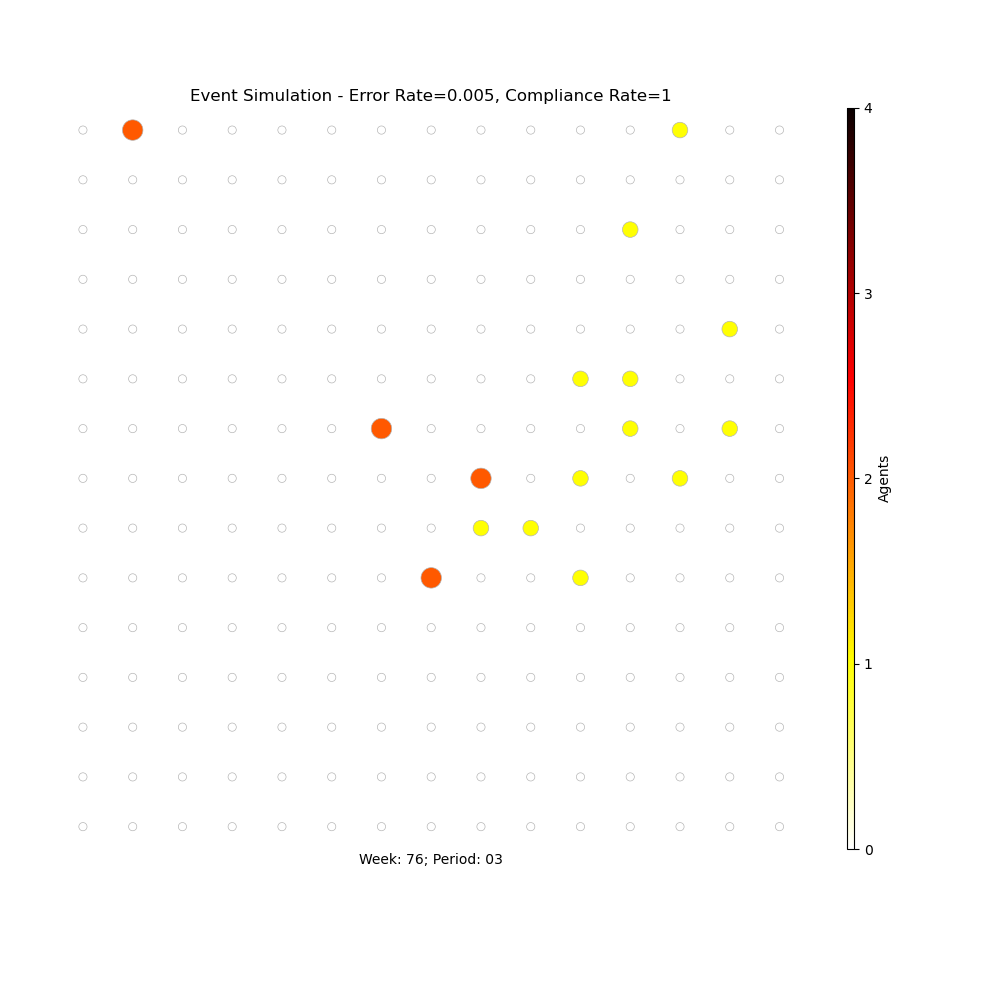 Event Simulation - Error Rate=0.005, Compliance Rate=1
4
3
2
1
0
Agents
Week: 76; Period: 03